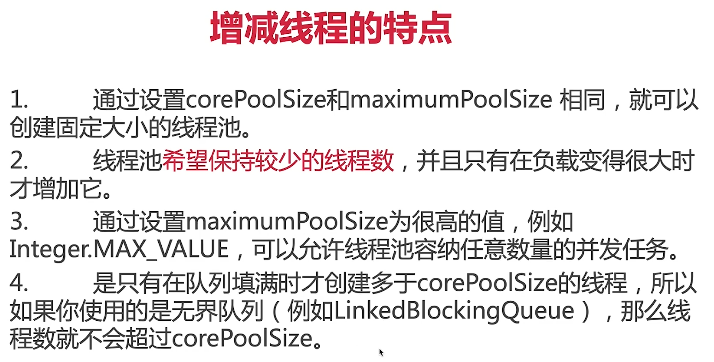 增减线程的特点
1. 通过设置corePoolSize和maximumPoolSize 相同，就可以
创建固定大小的线程池。
2. 线程池希望保持较少的线程数，并且只有在负载变得很大时
才增加它。
3. 通过设置maximumPoolSize为很高的值，例如
Integer.MAX_VALUE，可以允许线程池容纳任意数量的并发任务。
4. 是只有在队列填满时才创建多于corePoolSize的线程，所以
如果你使用的是无界队列（例如LinkedBlockingQueue），那么线
程数就不会超过corePoolSize。